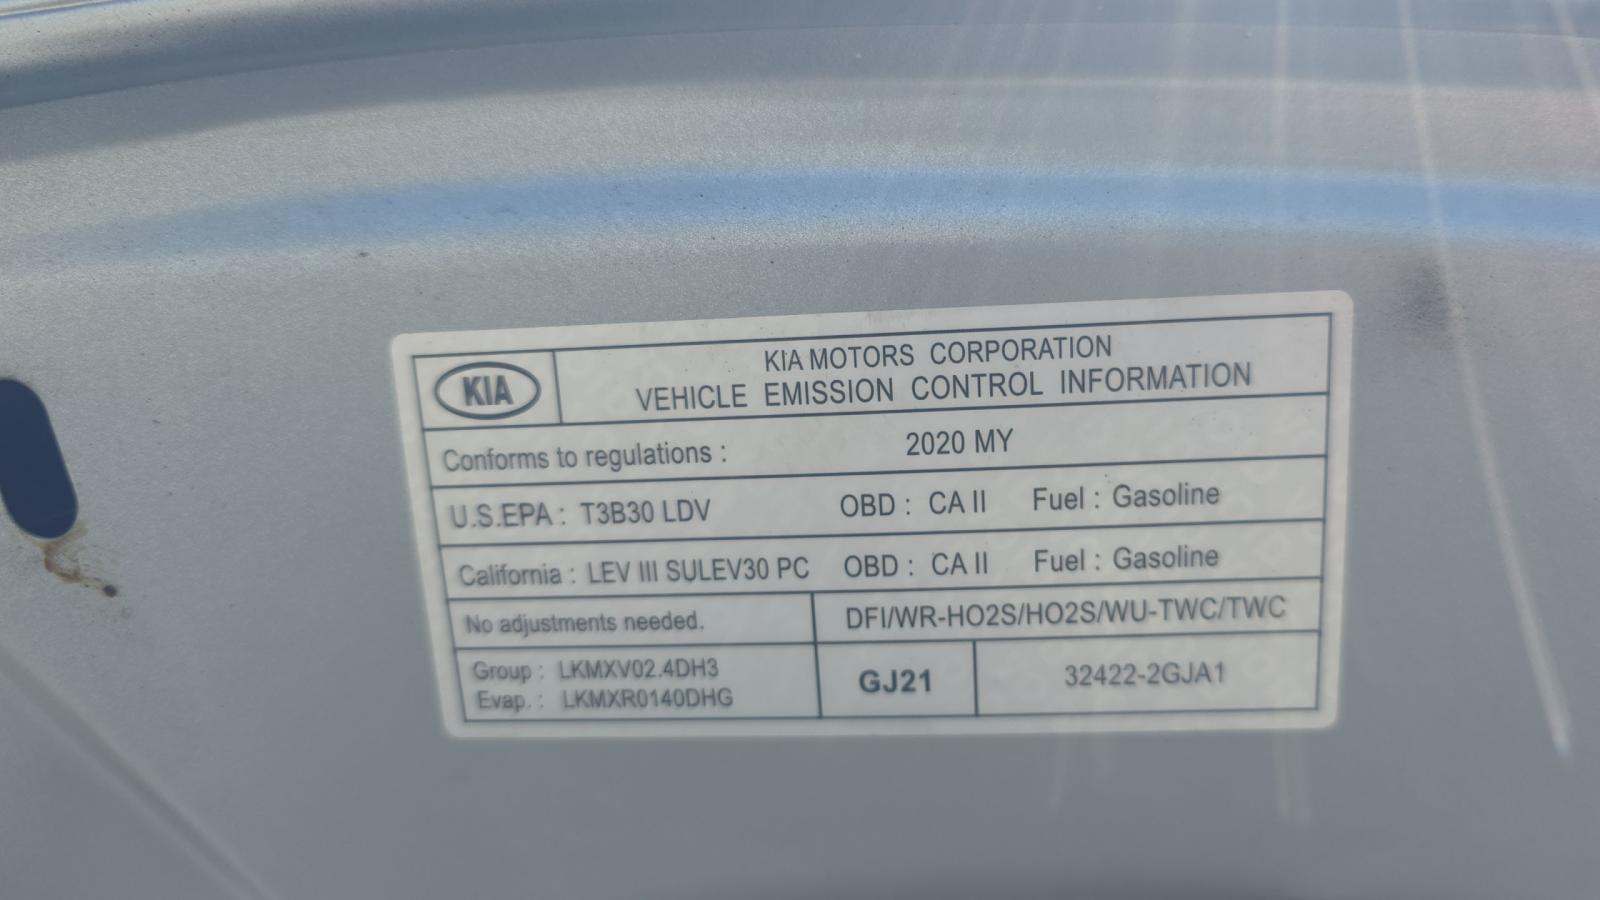 KIA
KIA MOTORS CORPORATION
VEHICLE EMISSION CONTROL INFORMATION
Conforms to regulations : 2020 MY
U.S.EPA : T3B30 LDV OBD : CA II Fuel : Gasoline
California : LEV III SULEV30 PC OBD : CA II Fuel : Gasoline
No adjustments needed. DFI/WR-HO2S/HO2S/WU-TWC/TWC
Group : LKMXV02.4DH3
Evap. : LKMXR0140DHG
GJ21
32422-2GJA1